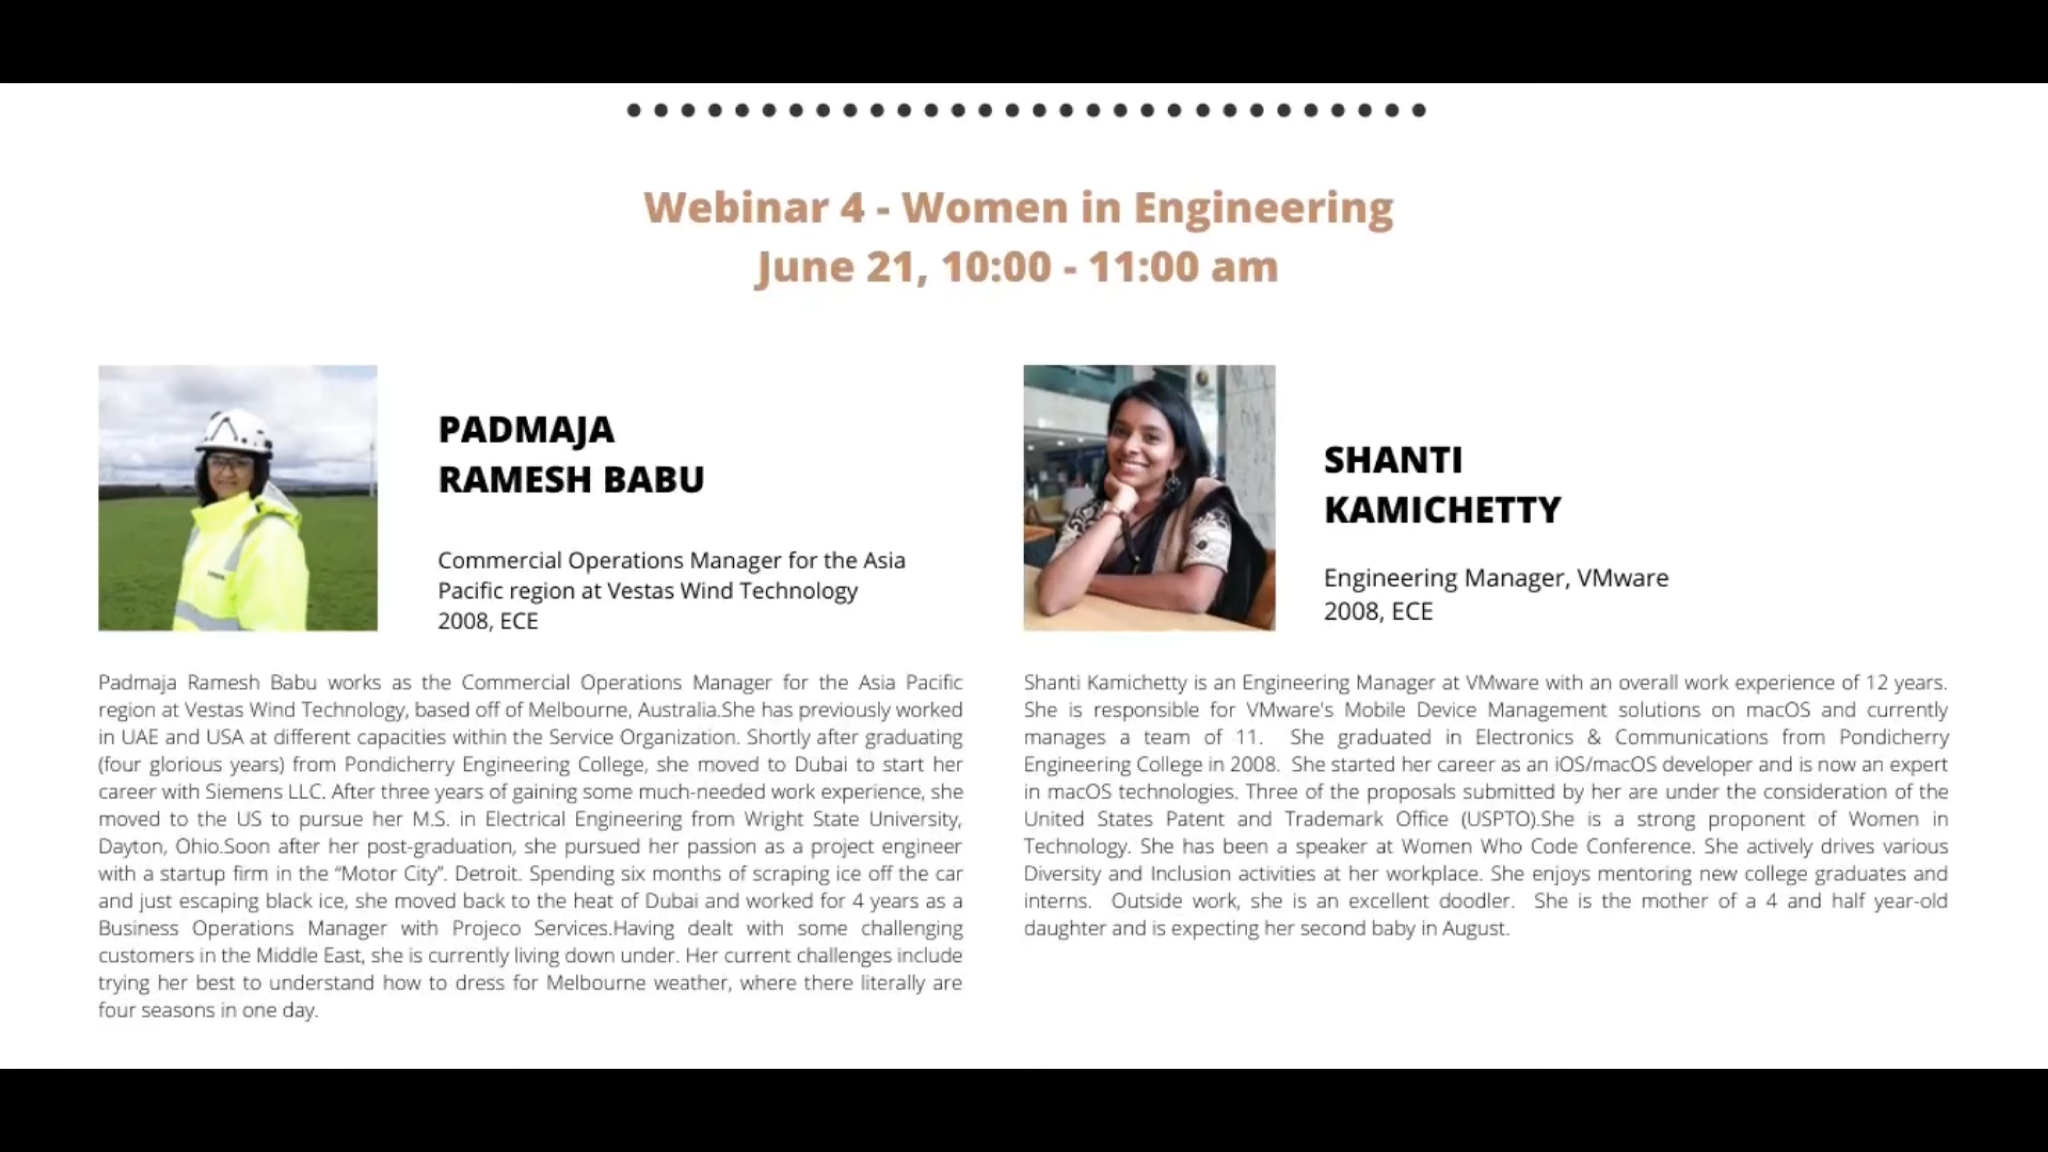 Webinar 4 - Women in Engineering
June 21, 10:00 - 11:00 am
PADMAJA
RAMESH BABU
Commercial Operations Manager for the Asia
Pacific region at Vestas Wind Technology
2008, ECE
Padmaja Ramesh Babu works as the Commercial Operations Manager for the Asia Pacific
region at Vestas Wind Technology, based off of Melbourne, Australia.She has previously worked
in UAE and USA at different capacities within the Service Organization. Shortly after graduating
(four glorious years) from Pondicherry Engineering College, she moved to Dubai to start her
career with Siemens LLC. After three years of gaining some much-needed work experience, she
moved to the US to pursue her M.S. in Electrical Engineering from Wright State University,
Dayton, Ohio.Soon after her post-graduation, she pursued her passion as a project engineer
with a startup firm in the “Motor City”. Detroit. Spending six months of scraping ice off the car
and just escaping black ice, she moved back to the heat of Dubai and worked for 4 years as a
Business Operations Manager with Projeco Services.Having dealt with some challenging
customers in the Middle East, she is currently living down under. Her current challenges include
trying her best to understand how to dress for Melbourne weather, where there literally are
four seasons in one day.
SHANTI
KAMICHETTY
Engineering Manager, VMware
2008, ECE
Shanti Kamichetty is an Engineering Manager at VMware with an overall work experience of 12 years.
She is responsible for VMware's Mobile Device Management solutions on macOS and currently
manages a team of 11. She graduated in Electronics & Communications from Pondicherry
Engineering College in 2008. She started her career as an iOS/macOS developer and is now an expert
in macOS technologies. Three of the proposals submitted by her are under the consideration of the
United States Patent and Trademark Office (USPTO).She is a strong proponent of Women in
Technology. She has been a speaker at Women Who Code Conference. She actively drives various
Diversity and Inclusion activities at her workplace. She enjoys mentoring new college graduates and
interns. Outside work, she is an excellent doodler. She is the mother of a 4 and half year-old
daughter and is expecting her second baby in August.